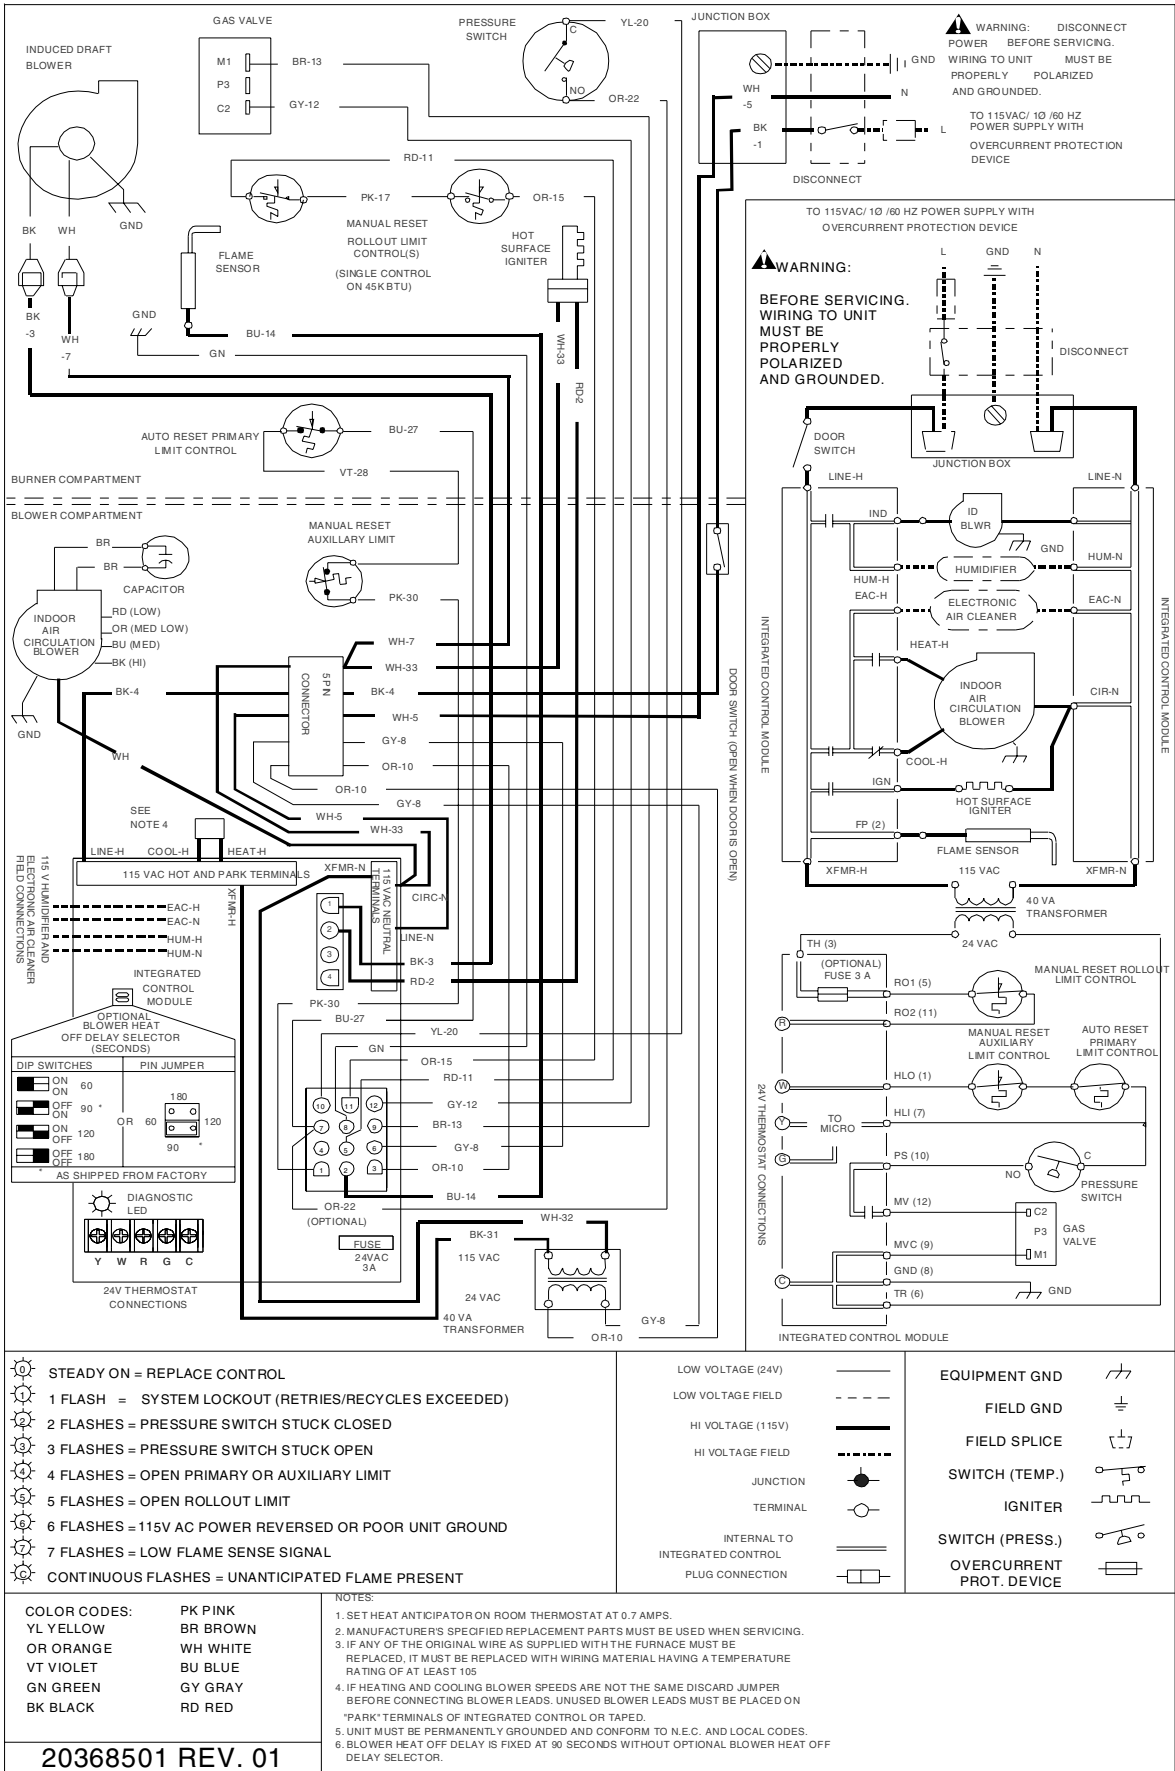 GAS VALVE
PRESSURE
SWITCH
C
YL-20
JUNCTION BOX
INDUCED DRAFT
BLOWER
M1
BR-13
P3
C2
GY-12
NO
OR-22
GND
WH
-5
N
BK
-1
L
DISCONNECT
WARNING: DISCONNECT
POWER BEFORE SERVICING.
WIRING TO UNIT MUST BE
PROPERLY POLARIZED
AND GROUNDED.
TO 115VAC/ 1Ø /60 HZ
POWER SUPPLY WITH
OVERCURRENT PROTECTION
DEVICE
RD-11
PK-17
OR-15
MANUAL RESET
ROLLOUT LIMIT
CONTROL(S)
(SINGLE CONTROL
ON 45K BTU)
HOT
SURFACE
IGNITER
FLAME
SENSOR
GND
BK
WH
BK
-3
WH
-7
GND
BU-14
GN
WH-33
RD-2
AUTO RESET PRIMARY
LIMIT CONTROL
BU-27
VT-28
BURNER COMPARTMENT
BLOWER COMPARTMENT
MANUAL RESET
AUXILLARY LIMIT
BR
BR
CAPACITOR
PK-30
INDOOR
AIR
CIRCULATION
BLOWER
RD (LOW)
OR (MED LOW)
BU (MED)
BK (HI)
GND
WH
BK-4
5 PIN
CONNECTOR
WH-7
WH-33
BK-4
WH-5
GY-8
OR-10
OR-10
GY-8
WH-5
WH-33
DOOR SWITCH (OPEN WHEN DOOR IS OPEN)
SEE
NOTE 4
LINE-H
COOL-H
HEAT-H
115 VAC HOT AND PARK TERMINALS
XFMR-H
XFMR-N
115 VAC NEUTRAL
TERMINALS
CIRC-N
LINE-N
1
2
3
4
BK-3
RD-2
115 V HUMIDIFIER AND
ELECTRONIC AIR CLEANER
FIELD CONNNECTIONS
EAC-H
EAC-N
HUM-H
HUM-N
INTEGRATED
CONTROL
MODULE
OPTIONAL
BLOWER HEAT
OFF DELAY SELECTOR
(SECONDS)
DIP SWITCHES
PIN JUMPER
ON
ON
60
OFF
ON
90 *
ON
OFF
120
OFF
OFF
180
OR
180
60
120
90 *
* AS SHIPPED FROM FACTORY
DIAGNOSTIC
LED
Y W R G C
24V THERMOSTAT
CONNECTIONS
PK-30
BU-27
YL-20
GN
OR-15
RD-11
GY-12
BR-13
GY-8
OR-10
BU-14
10 11 12
7 8 9
4 5 6
1 2 3
OR-22
(OPTIONAL)
FUSE
24VAC
3A
WH-32
BK-31
115 VAC
24 VAC
40 VA
TRANSFORMER
GY-8
OR-10
TO 115VAC/ 1Ø /60 HZ POWER SUPPLY WITH
OVERCURRENT PROTECTION DEVICE
WARNING:
BEFORE SERVICING.
WIRING TO UNIT
MUST BE
PROPERLY
POLARIZED
AND GROUNDED.
L
GND
N
DISCONNECT
JUNCTION BOX
DOOR
SWITCH
LINE-H
LINE-N
IND
ID
BLWR
GND
HUM-H
HUMIDIFIER
HUM-N
EAC-H
ELECTRONIC
AIR CLEANER
EAC-N
HEAT-H
INDOOR
AIR
CIRCULATION
BLOWER
CIR-N
COOL-H
IGN
HOT SURFACE
IGNITER
FP (2)
FLAME SENSOR
INTEGRATED CONTROL MODULE
INTEGRATED CONTROL MODULE
XFMR-H
115 VAC
XFMR-N
40 VA
TRANSFORMER
24 VAC
TH (3)
(OPTIONAL)
FUSE 3 A
RO1 (5)
MANUAL RESET ROLLOUT
LIMIT CONTROL
R
RO2 (11)
MANUAL RESET
AUXILIARY
LIMIT CONTROL
AUTO RESET
PRIMARY
LIMIT CONTROL
W
HLO (1)
Y
TO
MICRO
HLI (7)
G
PS (10)
NO
C
PRESSURE
SWITCH
MV (12)
C2
P3
M1
GAS
VALVE
MVC (9)
C
GND (8)
GND
TR (6)
24V THERMOSTAT CONNECTIONS
INTEGRATED CONTROL MODULE
0 STEADY ON = REPLACE CONTROL
1 1 FLASH = SYSTEM LOCKOUT (RETRIES/RECYCLES EXCEEDED)
2 2 FLASHES = PRESSURE SWITCH STUCK CLOSED
3 3 FLASHES = PRESSURE SWITCH STUCK OPEN
4 4 FLASHES = OPEN PRIMARY OR AUXILIARY LIMIT
5 5 FLASHES = OPEN ROLLOUT LIMIT
6 6 FLASHES = 115V AC POWER REVERSED OR POOR UNIT GROUND
7 7 FLASHES = LOW FLAME SENSE SIGNAL
C CONTINUOUS FLASHES = UNANTICIPATED FLAME PRESENT
LOW VOLTAGE (24V)
LOW VOLTAGE FIELD
HI VOLTAGE (115V)
HI VOLTAGE FIELD
JUNCTION
TERMINAL
INTERNAL TO
INTEGRATED CONTROL
PLUG CONNECTION
EQUIPMENT GND
FIELD GND
FIELD SPLICE
SWITCH (TEMP.)
IGNITER
SWITCH (PRESS.)
OVERCURRENT
PROT. DEVICE
COLOR CODES: PK PINK
YL YELLOW BR BROWN
OR ORANGE WH WHITE
VT VIOLET BU BLUE
GN GREEN GY GRAY
BK BLACK RD RED
20368501 REV. 01
NOTES:
1. SET HEAT ANTICIPATOR ON ROOM THERMOSTAT AT 0.7 AMPS.
2. MANUFACTURER'S SPECIFIED REPLACEMENT PARTS MUST BE USED WHEN SERVICING.
3. IF ANY OF THE ORIGINAL WIRE AS SUPPLIED WITH THE FURNACE MUST BE
REPLACED, IT MUST BE REPLACED WITH WIRING MATERIAL HAVING A TEMPERATURE
RATING OF AT LEAST 105
4. IF HEATING AND COOLING BLOWER SPEEDS ARE NOT THE SAME DISCARD JUMPER
BEFORE CONNECTING BLOWER LEADS. UNUSED BLOWER LEADS MUST BE PLACED ON
"PARK" TERMINALS OF INTEGRATED CONTROL OR TAPED.
5. UNIT MUST BE PERMANENTLY GROUNDED AND CONFORM TO N.E.C. AND LOCAL CODES.
6. BLOWER HEAT OFF DELAY IS FIXED AT 90 SECONDS WITHOUT OPTIONAL BLOWER HEAT OFF
DELAY SELECTOR.